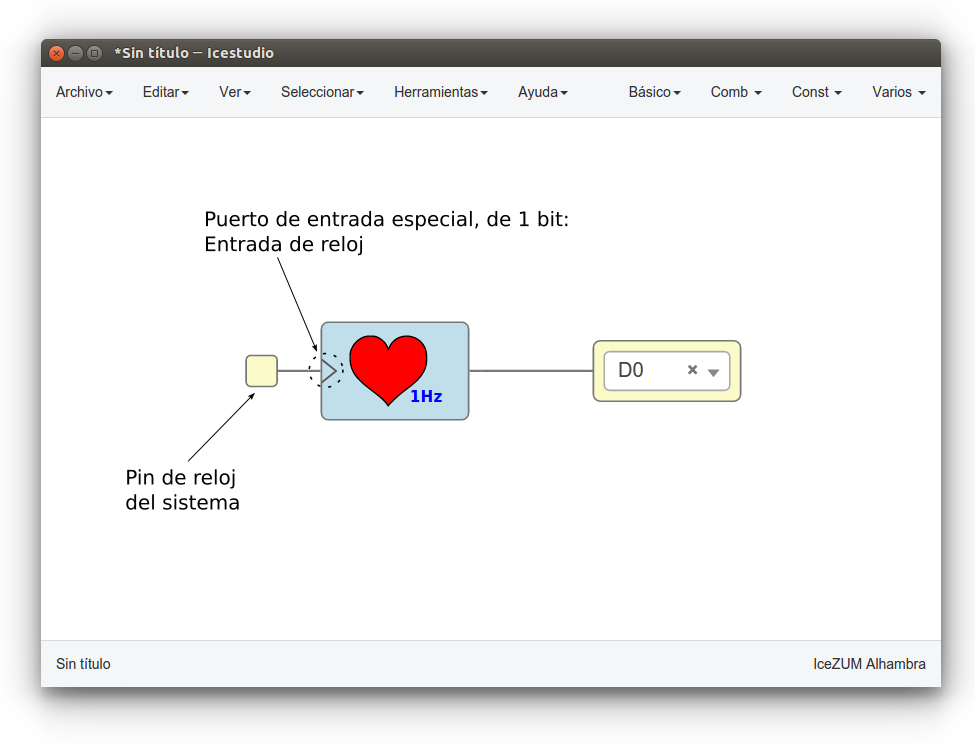 *Sin título — Icestudio
Archivo Editar Ver Seleccionar Herramientas Ayuda Básico Comb Const Varios
Puerto de entrada especial, de 1 bit:
Entrada de reloj
1Hz
D0
Pin de reloj
del sistema
Sin título IceZUM Alhambra